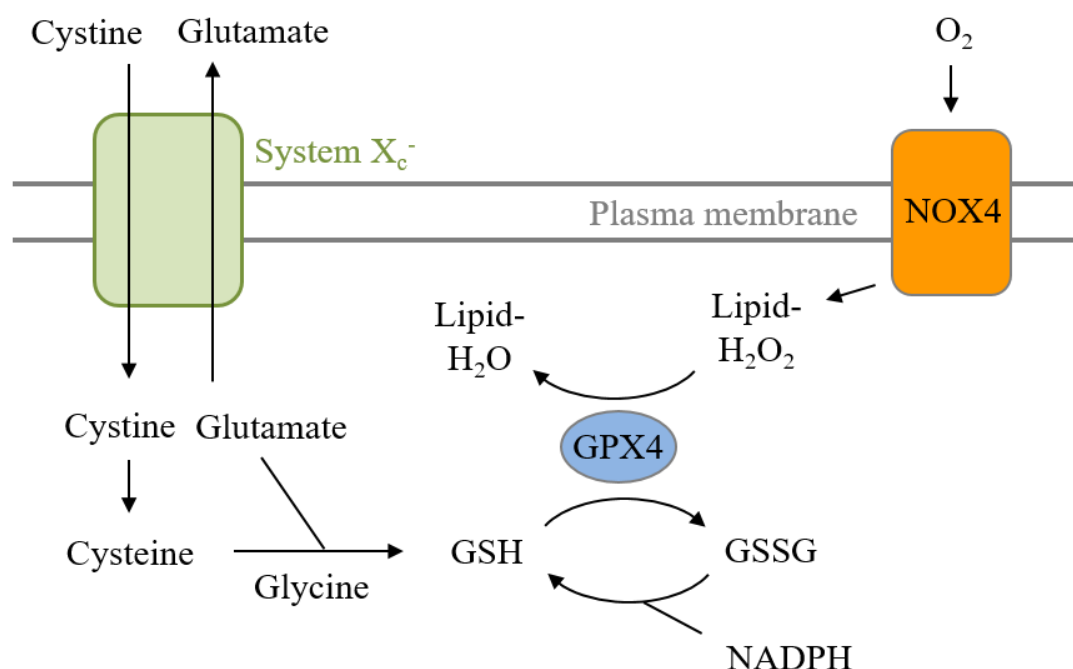 Cystine
Glutamate
O₂
System X꜀⁻
Plasma membrane
NOX4
Lipid-
H₂O
Lipid-
H₂O₂
Cystine
Glutamate
GPX4
Cysteine
Glycine
GSH
GSSG
NADPH